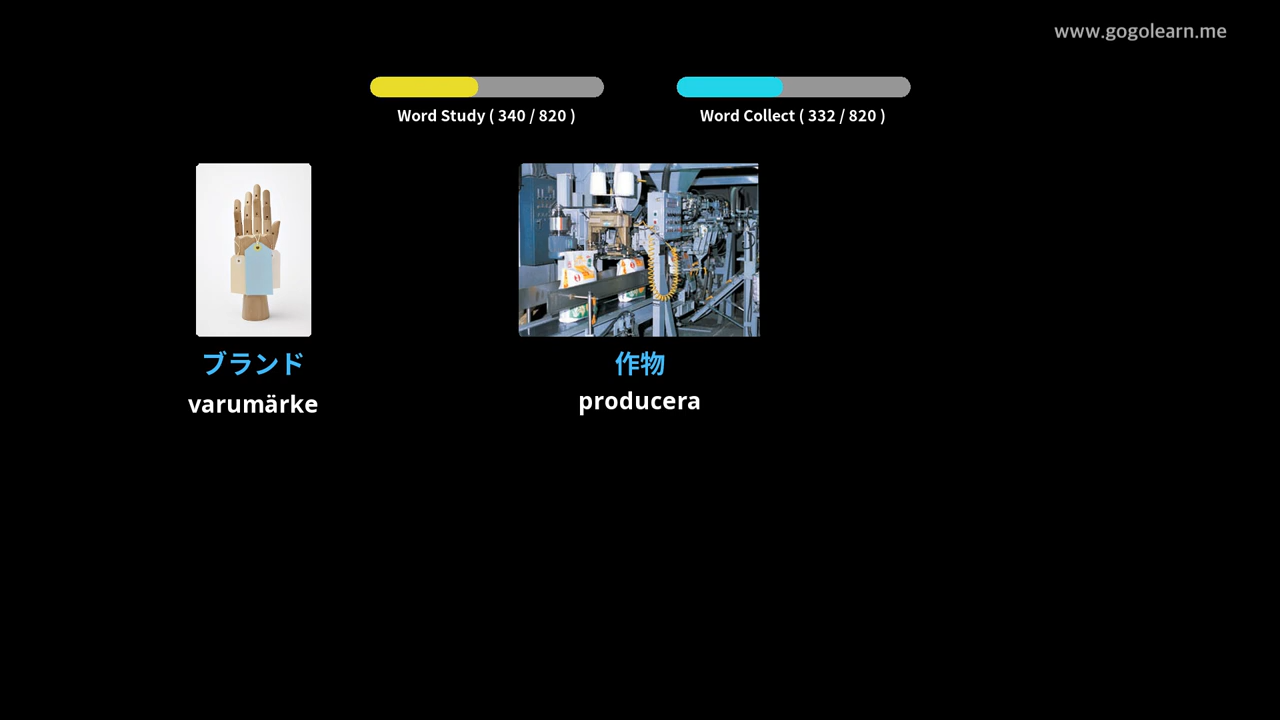 www.gogolearn.me
Word Study ( 340 / 820 )
Word Collect ( 332 / 820 )
ブランド
varumärke
作物
producera